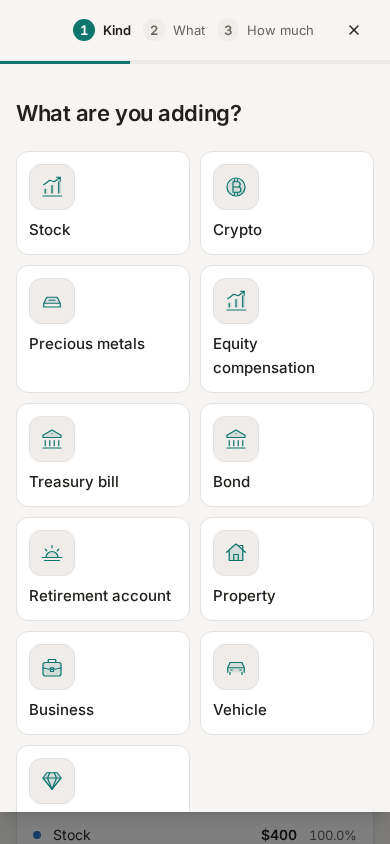 1 Kind 2 What 3 How much
What are you adding?
Stock
Crypto
Precious metals
Equity
compensation
Treasury bill
Bond
Retirement account
Property
Business
Vehicle
Stock $400 100.0%